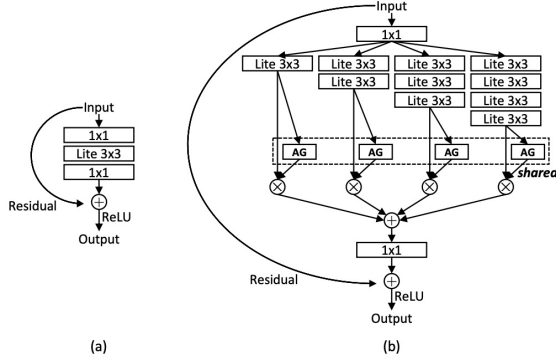 Input
1x1
Lite 3x3
1x1
Residual
ReLU
Output
(a)
Input
1x1
Lite 3x3 Lite 3x3 Lite 3x3 Lite 3x3
Lite 3x3 Lite 3x3 Lite 3x3
Lite 3x3 Lite 3x3
Lite 3x3
AG AG AG AG
shared
1x1
Residual
ReLU
Output
(b)